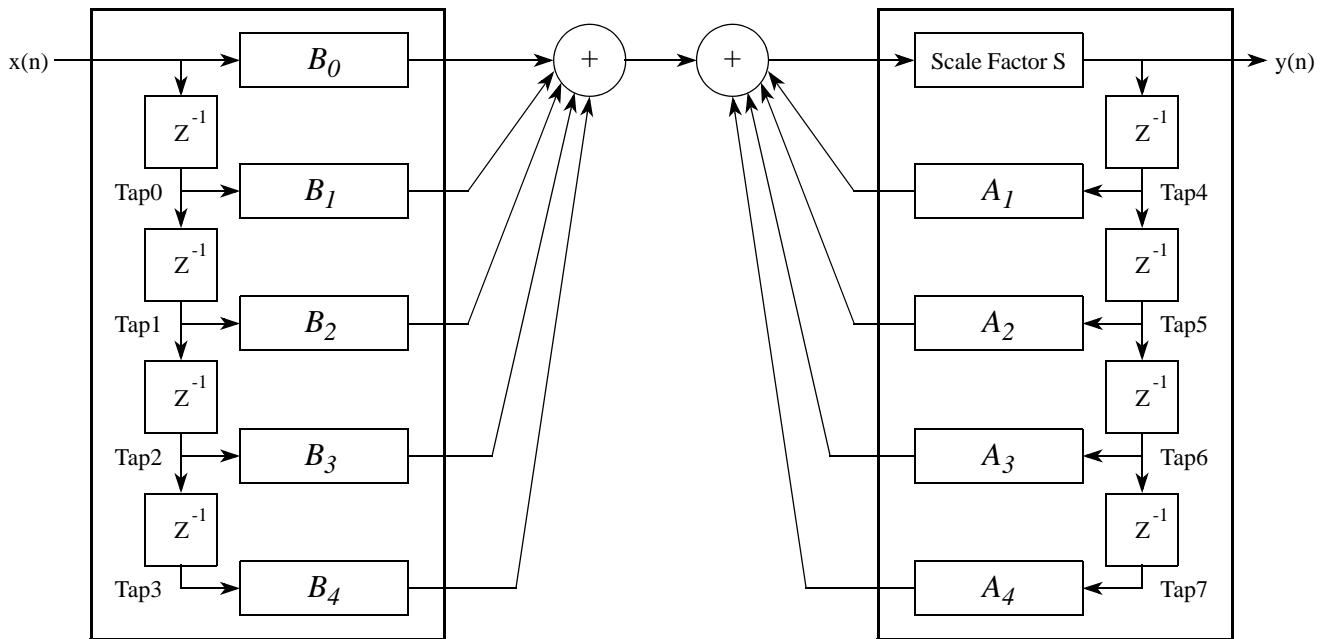 x(n) B0 + + Scale Factor S y(n)
Z-1 Z-1
Tap0 B1 A1 Tap4
Z-1 Z-1
Tap1 B2 A2 Tap5
Z-1 Z-1
Tap2 B3 A3 Tap6
Z-1 Z-1
Tap3 B4 A4 Tap7